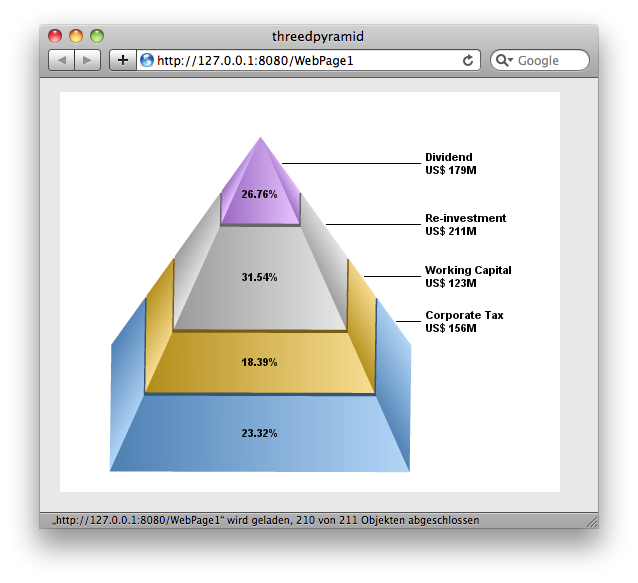 threedpyramid
http://127.0.0.1:8080/WebPage1
Google
Dividend
US$ 179M
26.76%
Re-investment
US$ 211M
31.54%
Working Capital
US$ 123M
Corporate Tax
US$ 156M
18.39%
23.32%
„http://127.0.0.1:8080/WebPage1“ wird geladen, 210 von 211 Objekten abgeschlossen